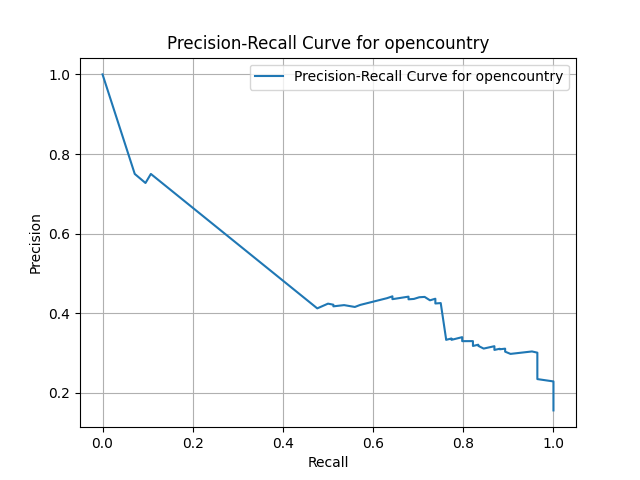 Precision-Recall Curve for opencountry
Precision-Recall Curve for opencountry
1.0
0.8
0.6
0.4
0.2
Precision
0.0 0.2 0.4 0.6 0.8 1.0
Recall